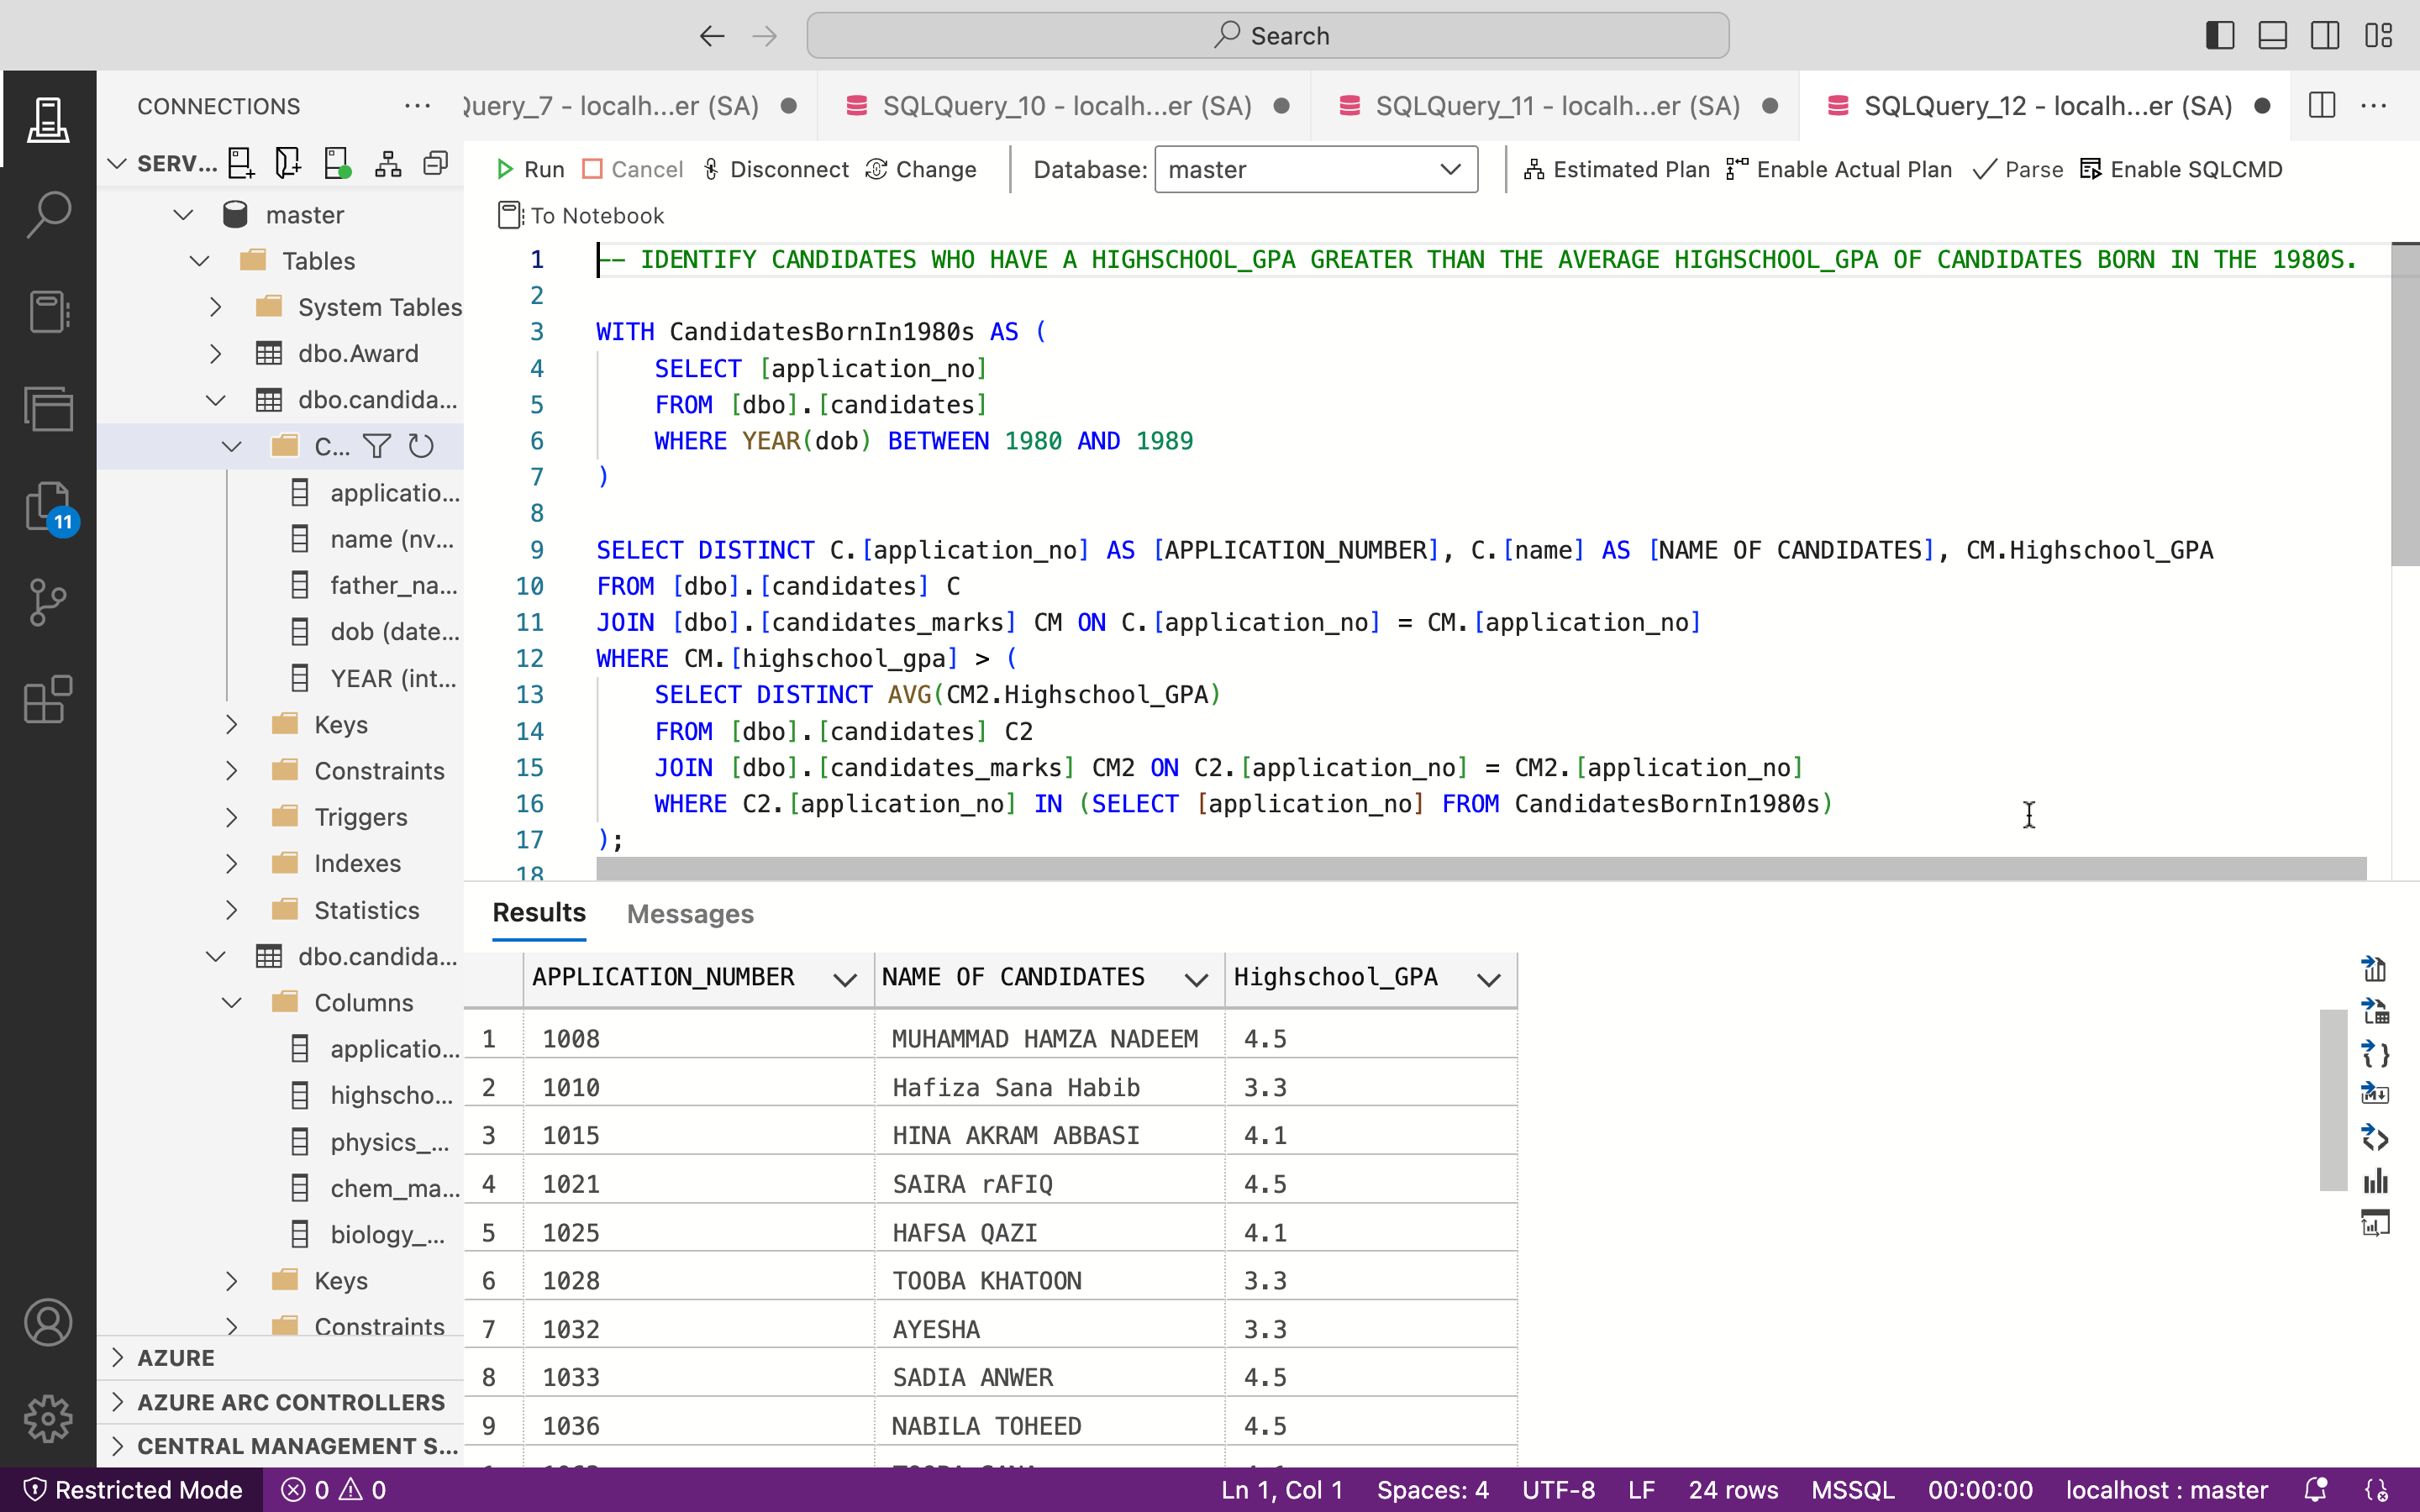 Search
CONNECTIONS
Query_7 - localh...er (SA)
SQLQuery_10 - localh...er (SA)
SQLQuery_11 - localh...er (SA)
SQLQuery_12 - localh...er (SA)
SERV...
Run
Cancel
Disconnect
Change
Database:
master
Estimated Plan
Enable Actual Plan
Parse
Enable SQLCMD
To Notebook
master
Tables
System Tables
dbo.Award
dbo.candida...
C...
applicatio...
name (nv...
father_na...
dob (date...
YEAR (int...
Keys
Constraints
Triggers
Indexes
Statistics
dbo.candida...
Columns
applicatio...
highscho...
physics_...
chem_ma...
biology_...
Keys
Constraints
AZURE
AZURE ARC CONTROLLERS
CENTRAL MANAGEMENT S...
11
1 -- IDENTIFY CANDIDATES WHO HAVE A HIGHSCHOOL_GPA GREATER THAN THE AVERAGE HIGHSCHOOL_GPA OF CANDIDATES BORN IN THE 1980S.
2
3 WITH CandidatesBornIn1980s AS (
4 SELECT [application_no]
5 FROM [dbo].[candidates]
6 WHERE YEAR(dob) BETWEEN 1980 AND 1989
7 )
8
9 SELECT DISTINCT C.[application_no] AS [APPLICATION_NUMBER], C.[name] AS [NAME OF CANDIDATES], CM.Highschool_GPA
10 FROM [dbo].[candidates] C
11 JOIN [dbo].[candidates_marks] CM ON C.[application_no] = CM.[application_no]
12 WHERE CM.[highschool_gpa] > (
13 SELECT DISTINCT AVG(CM2.Highschool_GPA)
14 FROM [dbo].[candidates] C2
15 JOIN [dbo].[candidates_marks] CM2 ON C2.[application_no] = CM2.[application_no]
16 WHERE C2.[application_no] IN (SELECT [application_no] FROM CandidatesBornIn1980s)
17 );
18
Results
Messages
APPLICATION_NUMBER NAME OF CANDIDATES Highschool_GPA
1 1008 MUHAMMAD HAMZA NADEEM 4.5
2 1010 Hafiza Sana Habib 3.3
3 1015 HINA AKRAM ABBASI 4.1
4 1021 SAIRA rAFIQ 4.5
5 1025 HAFSA QAZI 4.1
6 1028 TOOBA KHATOON 3.3
7 1032 AYESHA 3.3
8 1033 SADIA ANWER 4.5
9 1036 NABILA TOHEED 4.5
Restricted Mode
0
0
Ln 1, Col 1
Spaces: 4
UTF-8
LF
24 rows
MSSQL
00:00:00
localhost : master